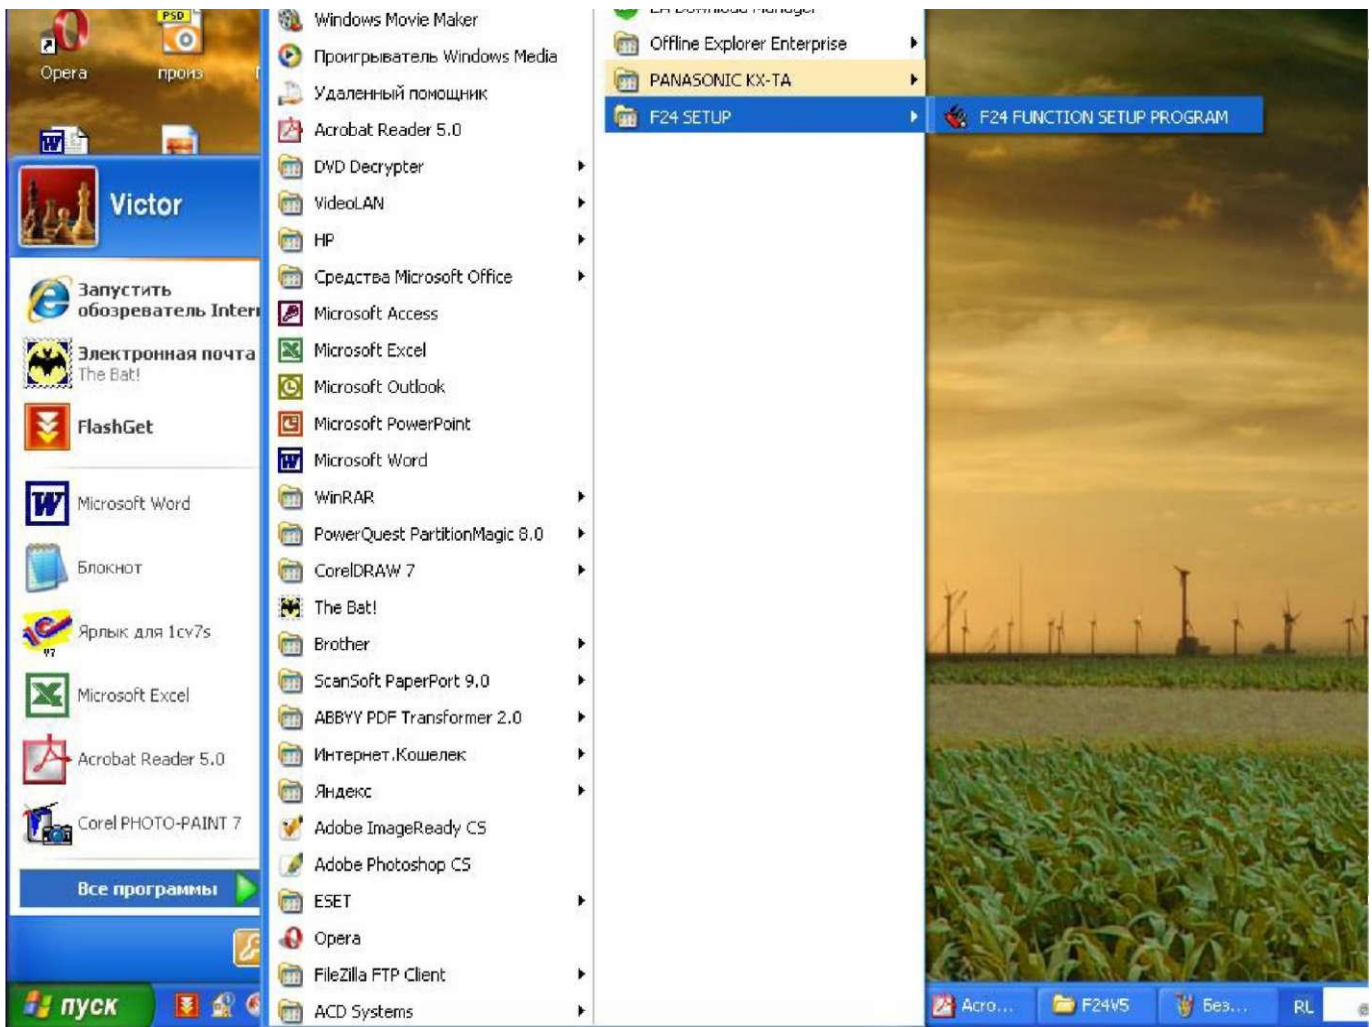 PSD
Opera
произ
Victor
Запустить
обозреватель Intern
Электронная почта
The Bat!
FlashGet
Microsoft Word
Блокнот
Ярлык для 1cv7s
Microsoft Excel
Acrobat Reader 5.0
Corel PHOTO-PAINT 7
Все программы
Windows Movie Maker
Проигрыватель Windows Media
Удаленный помощник
Acrobat Reader 5.0
DVD Decrypter
VideoLAN
HP
Средства Microsoft Office
Microsoft Access
Microsoft Excel
Microsoft Outlook
Microsoft PowerPoint
Microsoft Word
WinRAR
PowerQuest PartitionMagic 8.0
CorelDRAW 7
The Bat!
Brother
ScanSoft PaperPort 9.0
ABBYY PDF Transformer 2.0
Интернет.Кошелек
Яндекс
Adobe ImageReady CS
Adobe Photoshop CS
ESET
Opera
FileZilla FTP Client
ACD Systems
EA Download Manager
Offline Explorer Enterprise
PANASONIC KX-TA
F24 SETUP
F24 FUNCTION SETUP PROGRAM
пуск
Acro...
F24V5
Без...
RL